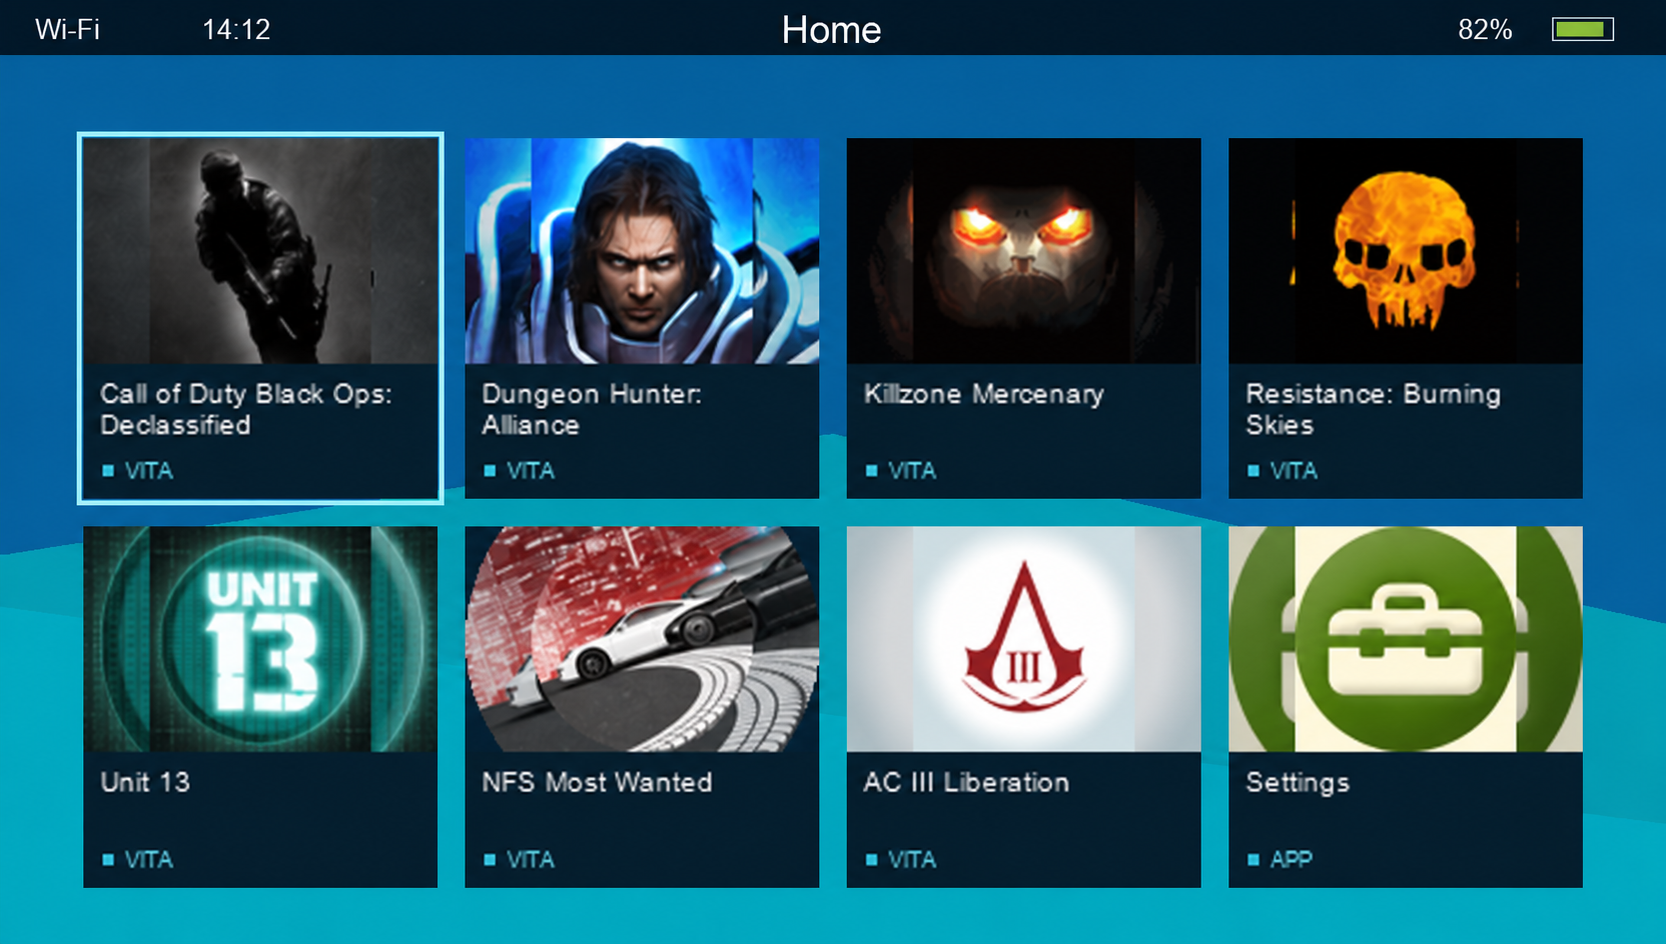 Wi-Fi 14:12 Home 82%
Call of Duty Black Ops:
Declassified
VITA
Dungeon Hunter:
Alliance
VITA
Killzone Mercenary
VITA
Resistance: Burning
Skies
VITA
UNIT
13
Unit 13
VITA
NFS Most Wanted
VITA
III
AC III Liberation
VITA
Settings
APP